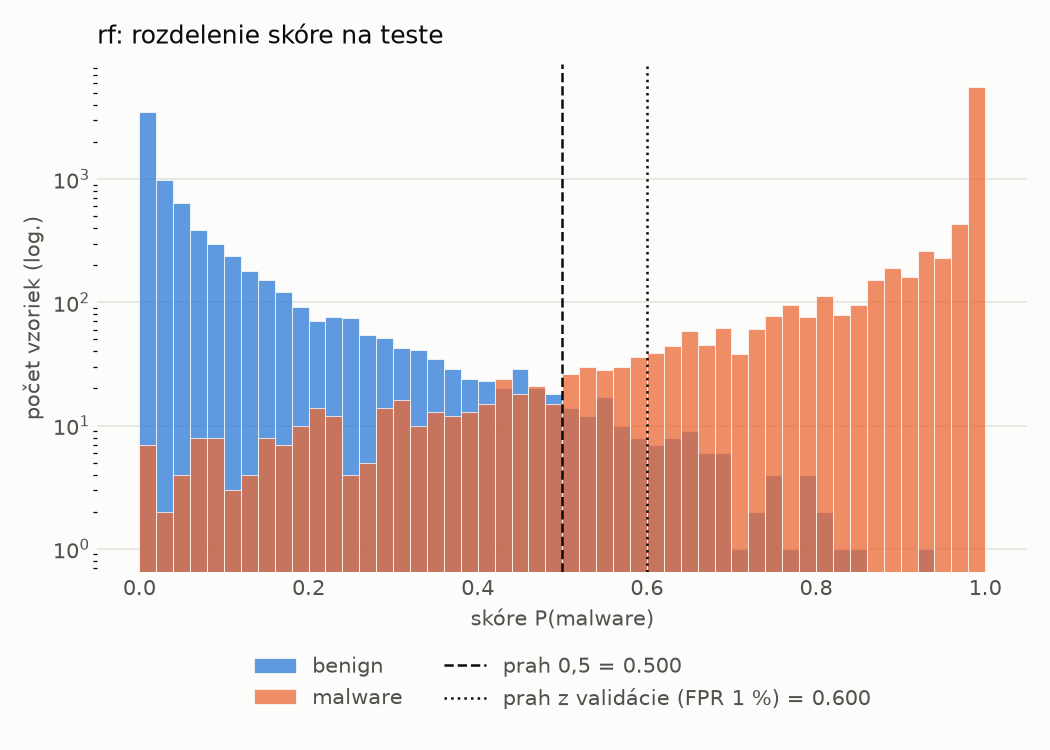 rf: rozdelenie skóre na teste
počet vzoriek (log.)
10³
10²
10¹
10⁰
0.0 0.2 0.4 0.6 0.8 1.0
skóre P(malware)
benign
malware
prah 0,5 = 0.500
prah z validácie (FPR 1 %) = 0.600